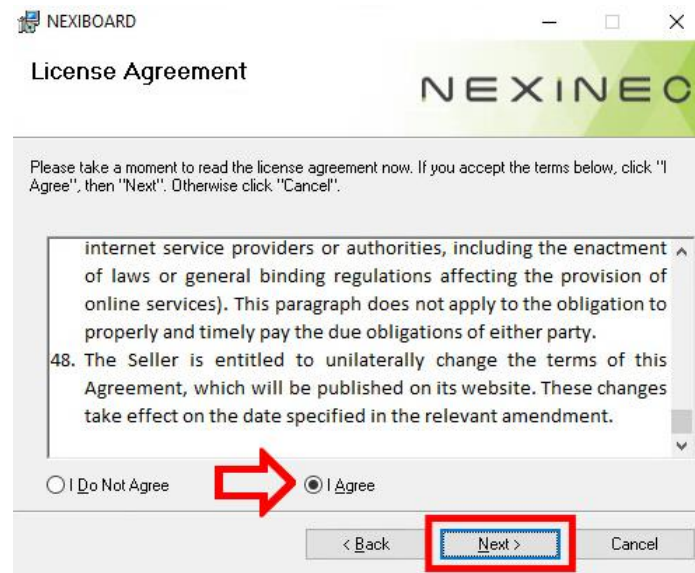 NEXIBOARD
License Agreement
NEXINEO
Please take a moment to read the license agreement now. If you accept the terms below, click "I
Agree", then "Next". Otherwise click "Cancel".
internet service providers or authorities, including the enactment
of laws or general binding regulations affecting the provision of
online services). This paragraph does not apply to the obligation to
properly and timely pay the due obligations of either party.
48. The Seller is entitled to unilaterally change the terms of this
Agreement, which will be published on its website. These changes
take effect on the date specified in the relevant amendment.
I Do Not Agree
I Agree
< Back
Next >
Cancel